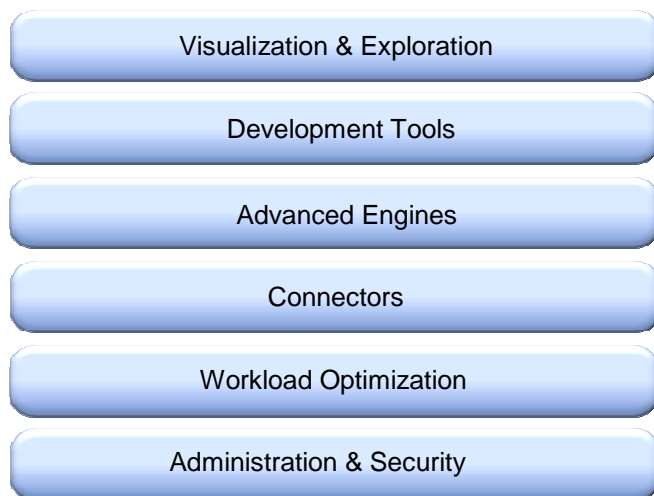 Visualization & Exploration
Development Tools
Advanced Engines
Connectors
Workload Optimization
Administration & Security